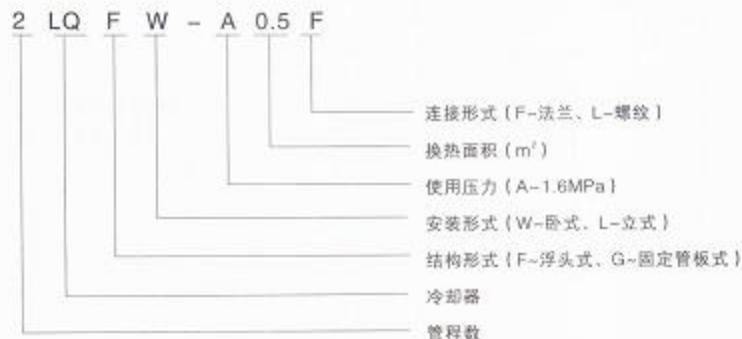 2 LQ F W - A 0.5 F
连接形式(F-法兰、L-螺纹)
换热面积(m²)
使用压力(A-1.6MPa)
安装形式(W-卧式、L-立式)
结构形式(F~浮头式、G~固定管板式)
冷却器
管程数